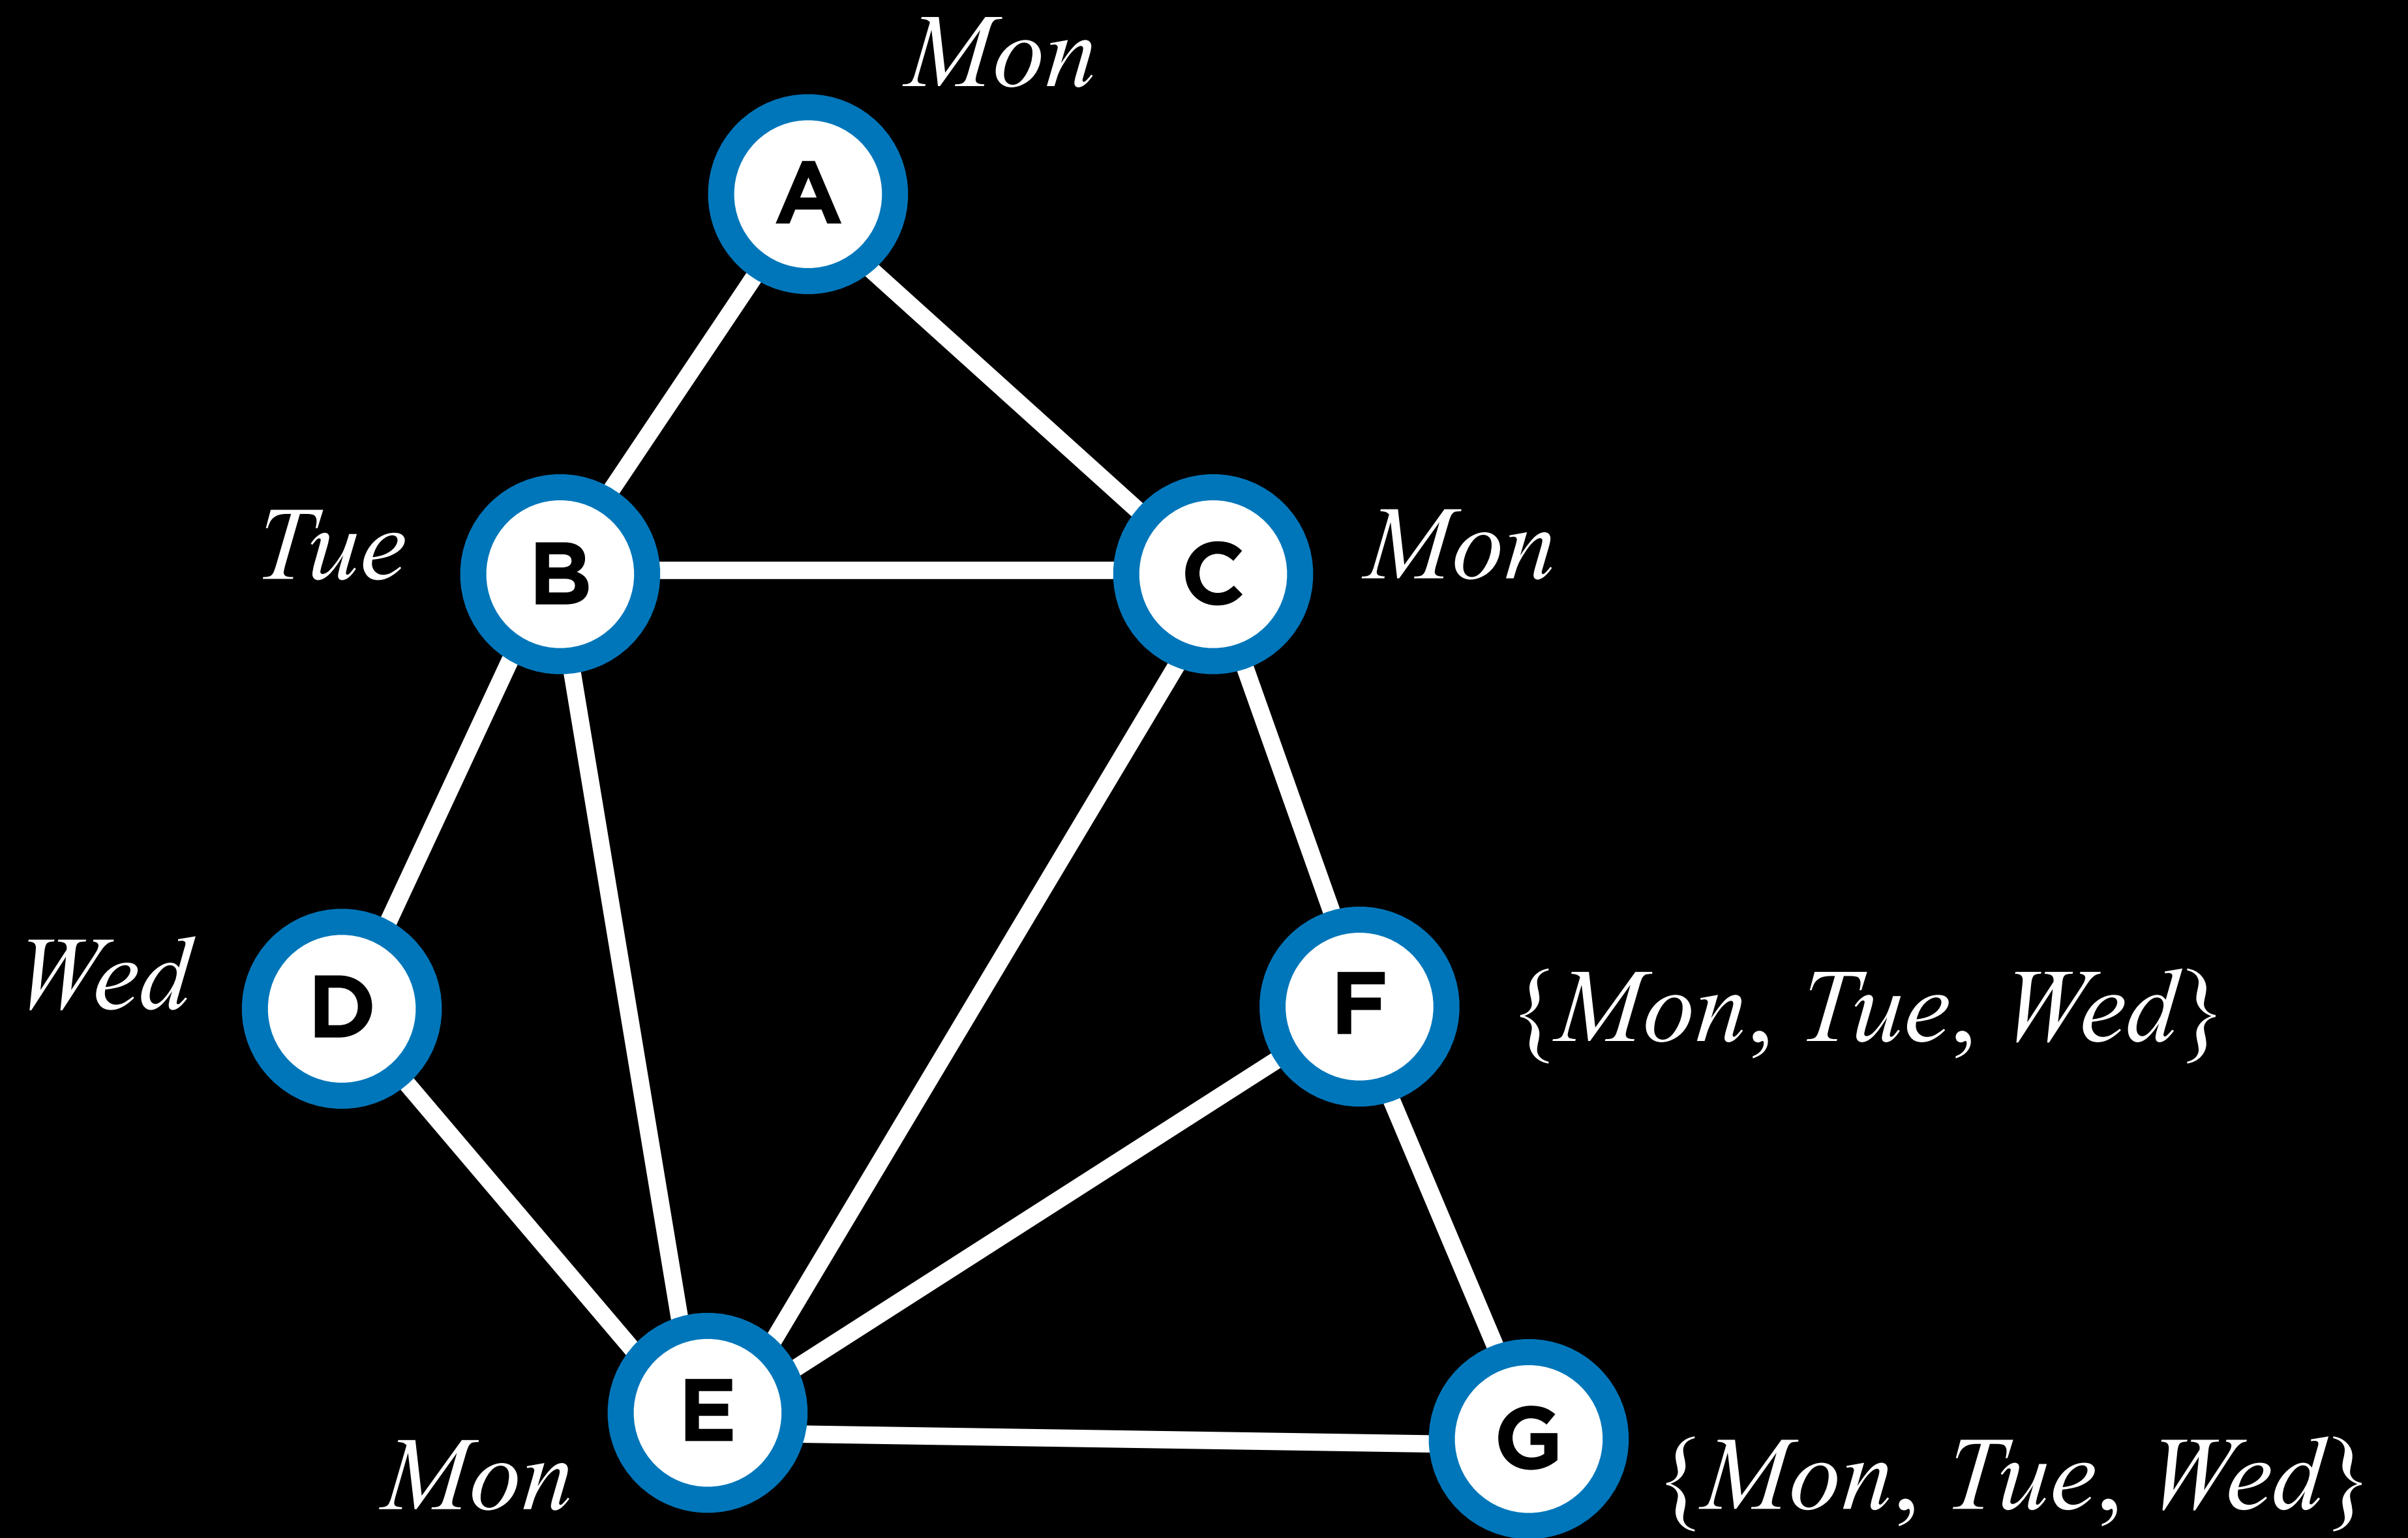 Mon
A
Tue
B
C
Mon
Wed
D
F
{Mon, Tue, Wed}
E
Mon
G
{Mon, Tue, Wed}